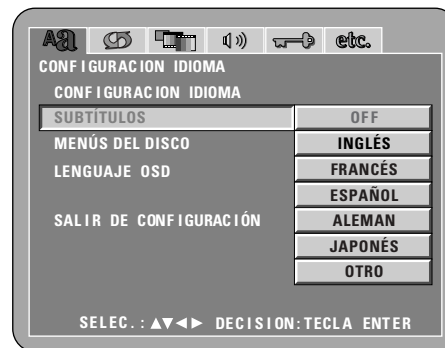 Aa etc.
CONFIGURACION IDIOMA
CONFIGURACION IDIOMA
SUBTÍTULOS OFF
MENÚS DEL DISCO INGLÉS
LENGUAJE OSD FRANCÉS
ESPAÑOL
SALIR DE CONFIGURACIÓN ALEMAN
JAPONÉS
OTRO
SELEC.:▲▼◄► DECISION:TECLA ENTER